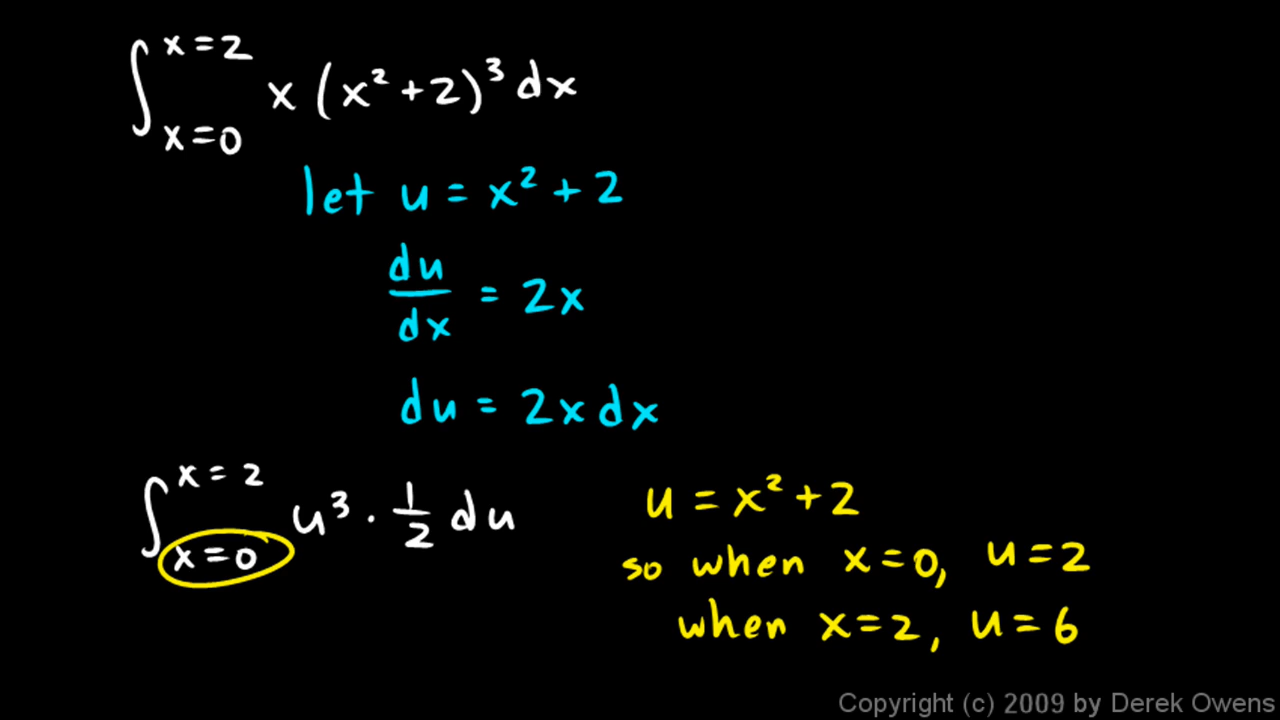 ∫ x=2 x=0 x (x²+2)³ dx
let u = x² + 2
du/dx = 2x
du = 2x dx
∫ x=2 x=0 u³ · 1/2 du
u = x² + 2
so when x=0, u=2
when x=2, u=6
Copyright (c) 2009 by Derek Owens